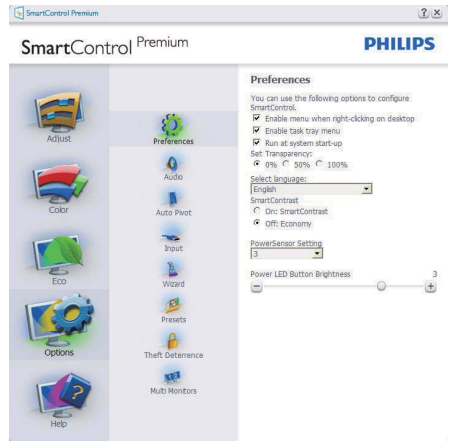 SmartControl Premium
SmartControl Premium
PHILIPS
Adjust
Color
Eco
Options
Help
Preferences
Audio
Auto Pivot
Input
Wizard
Presets
Theft Deterrence
Multi Monitors
Preferences
You can use the following options to configure
SmartControl.
Enable menu when right-clicking on desktop
Enable task tray menu
Run at system start-up
Set Transparency:
0% 50% 100%
Select language:
English
SmartContrast
On: SmartContrast
Off: Economy
PowerSensor Setting
3
Power LED Button Brightness 3